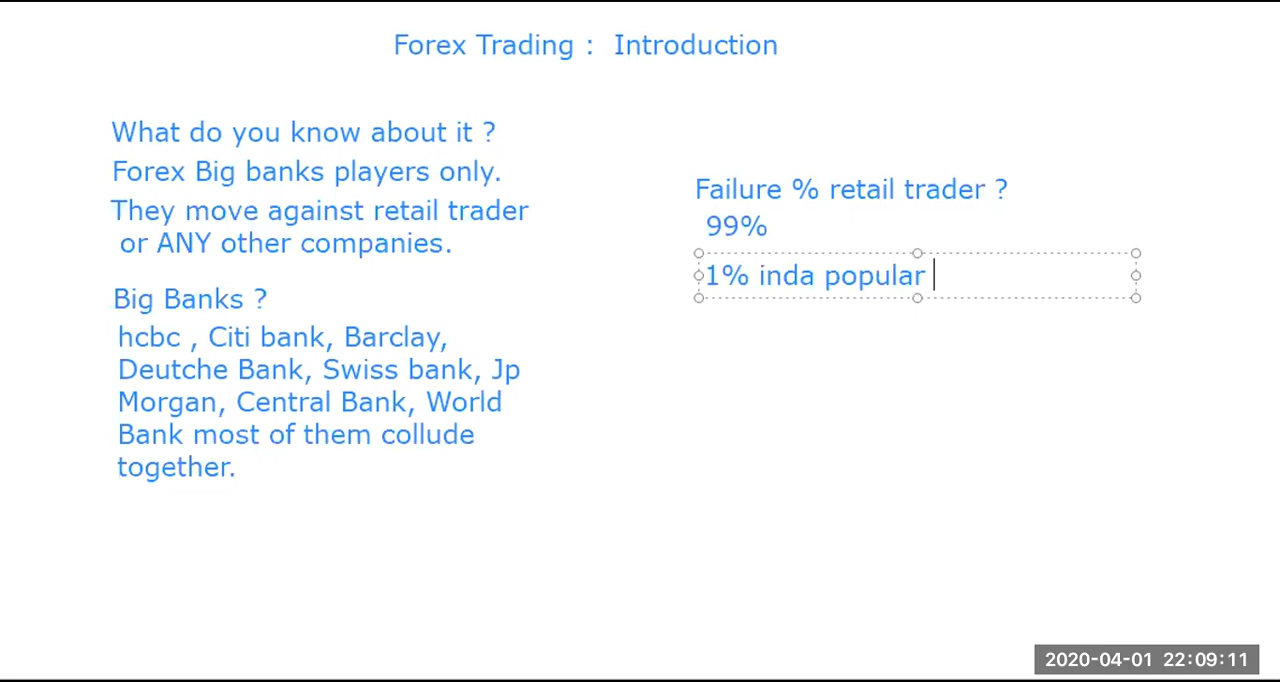 Forex Trading :  Introduction
What do you know about it ?
Forex Big banks players only.
They move against retail trader
or ANY other companies.
Big Banks ?
hcbc , Citi bank, Barclay,
Deutche Bank, Swiss bank, Jp
Morgan, Central Bank, World
Bank most of them collude
together.
Failure % retail trader ?
99%
1% inda popular
2020-04-01 22:09:11